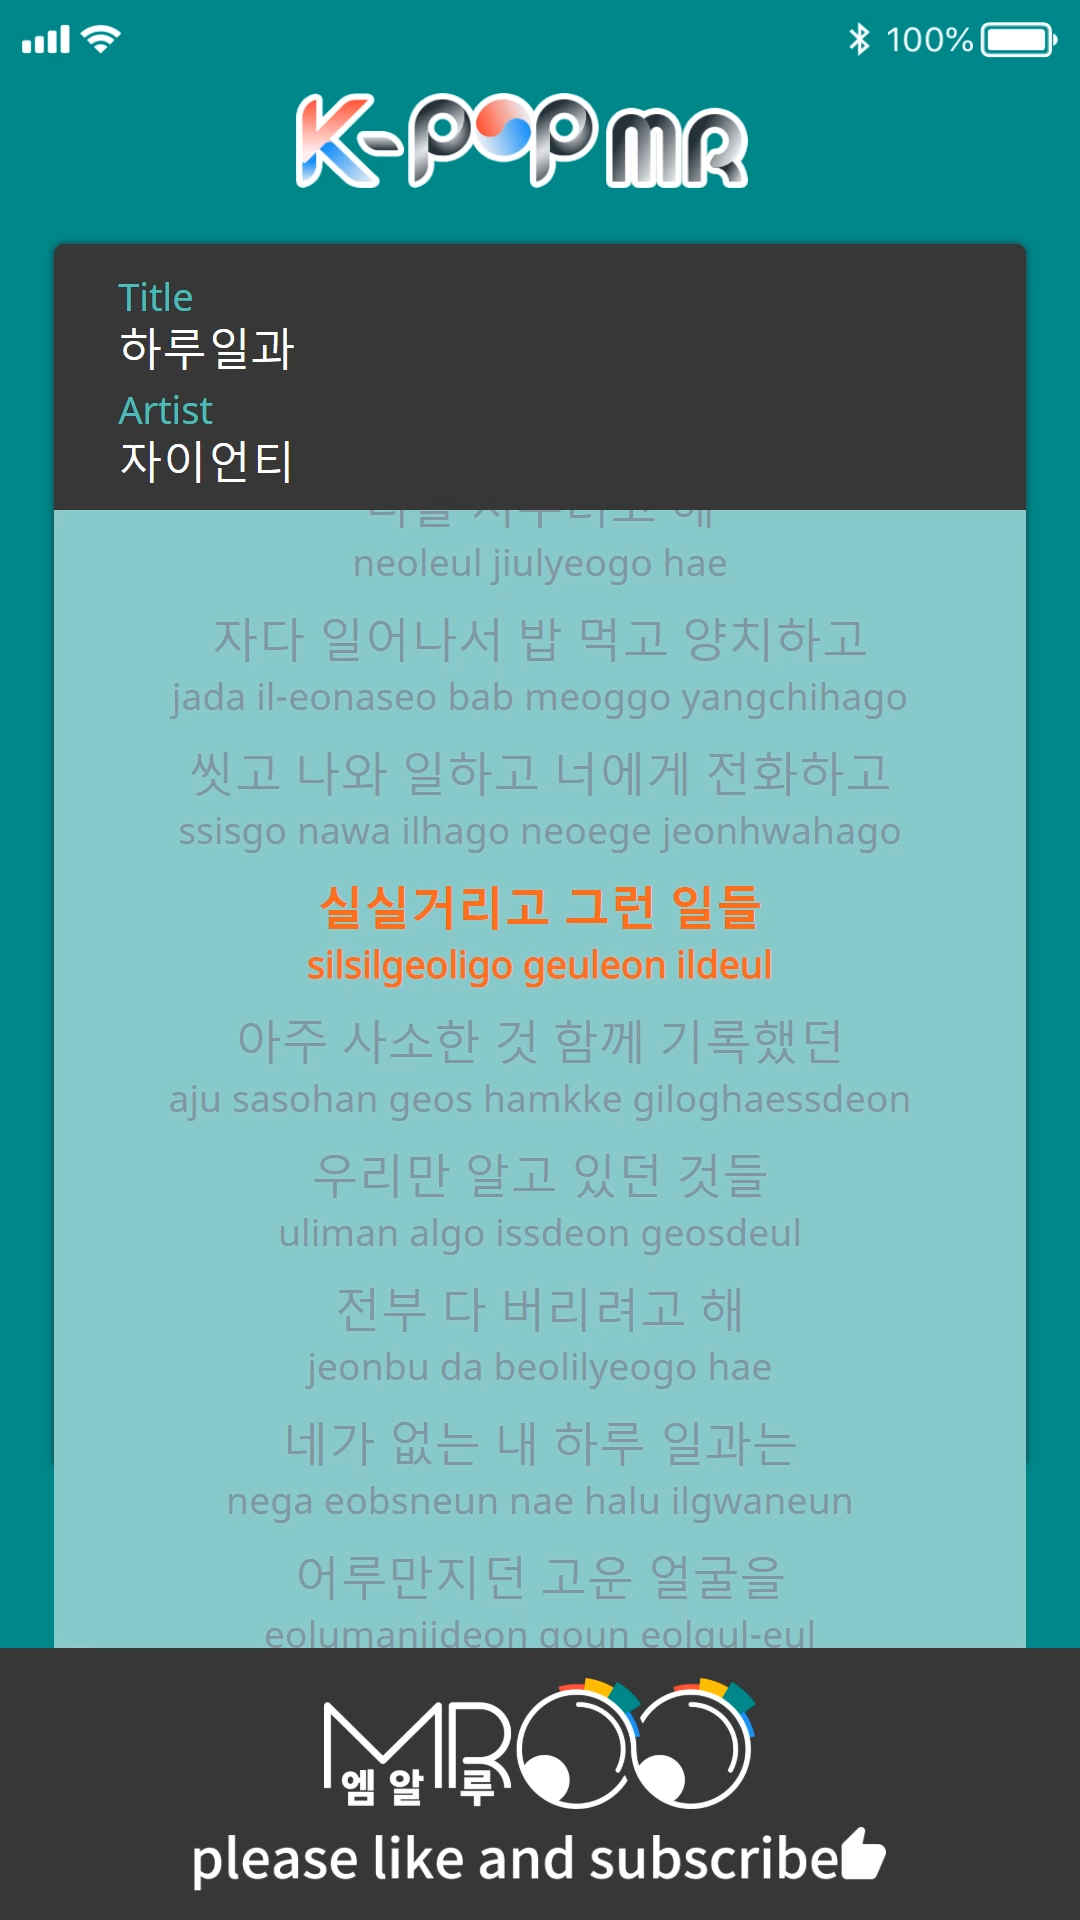 100%
K-POP MR
Title
하루일과
Artist
자이언티
neoleul jiulyeogo hae
자다 일어나서 밥 먹고 양치하고
jada il-eonaseo bab meoggo yangchihago
씻고 나와 일하고 너에게 전화하고
ssisgo nawa ilhago neoege jeonhwahago
실실거리고 그런 일들
silsilgeoligo geuleon ildeul
아주 사소한 것 함께 기록했던
aju sasohan geos hamkke giloghaessdeon
우리만 알고 있던 것들
uliman algo issdeon geosdeul
전부 다 버리려고 해
jeonbu da beolilyeogo hae
네가 없는 내 하루 일과는
nega eobsneun nae halu ilgwaneun
어루만지던 고운 얼굴을
eolumanjideon goun eolgul-eul
MROO
엠알루
please like and subscribe